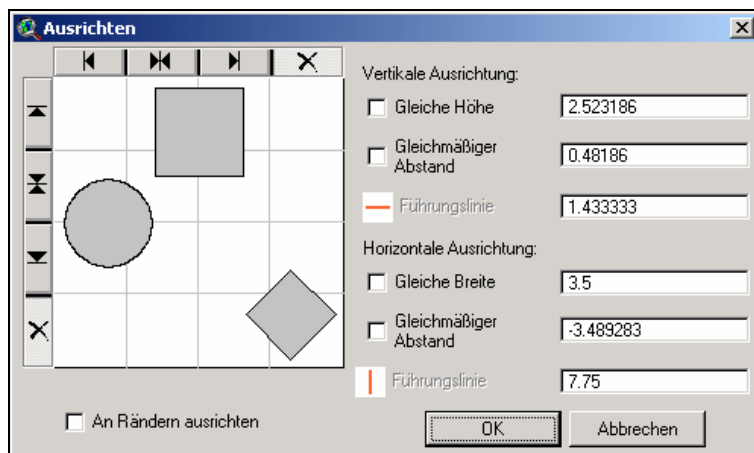 Ausrichten
Vertikale Ausrichtung:
Gleiche Höhe 2.523186
Gleichmäßiger
Abstand 0.48186
Führungslinie 1.433333
Horizontale Ausrichtung:
Gleiche Breite 3.5
Gleichmäßiger
Abstand -3.489283
Führungslinie 7.75
An Rändern ausrichten
OK Abbrechen